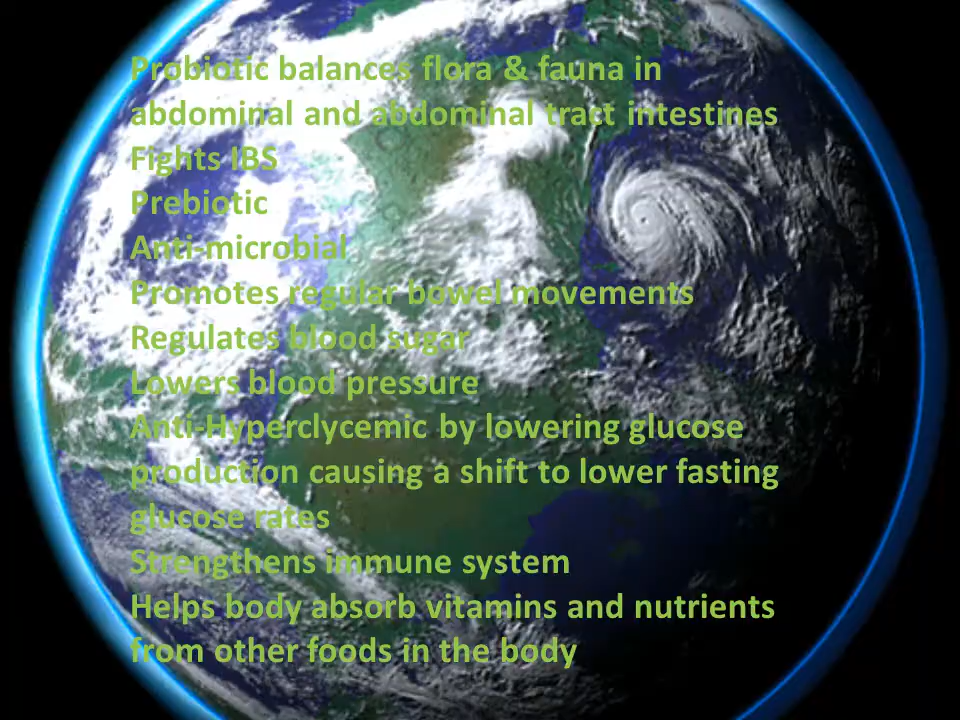 Probiotic balances flora & fauna in
abdominal and abdominal tract intestines
Fights IBS
Prebiotic
Anti-microbial
Promotes regular bowel movements
Regulates blood sugar
Lowers blood pressure
Anti-Hyperclycemic by lowering glucose
production causing a shift to lower fasting
glucose rates
Strengthens immune system
Helps body absorb vitamins and nutrients
from other foods in the body